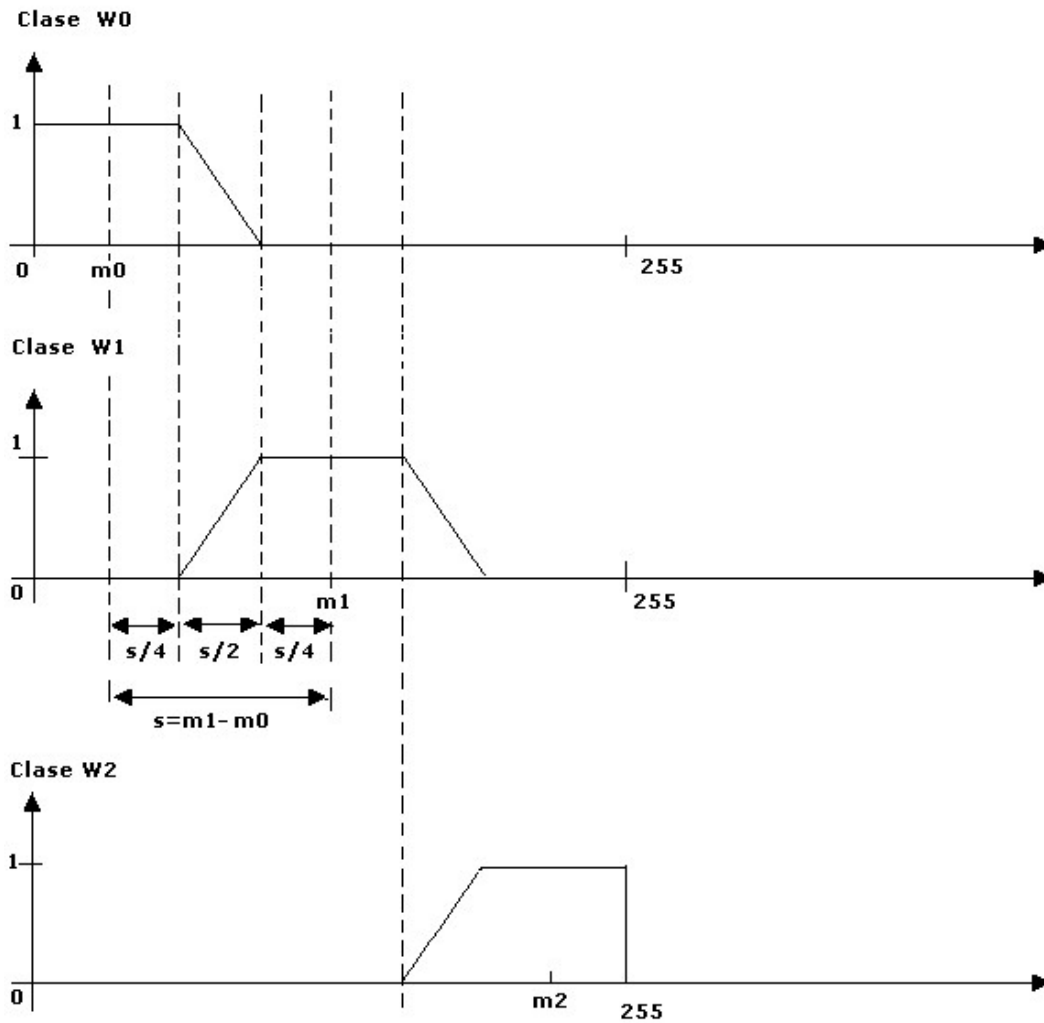 Clase W0
1
0 m0 255
Clase W1
1
0 m1 255
s/4 s/2 s/4
s=m1-m0
Clase W2
1
0 m2 255